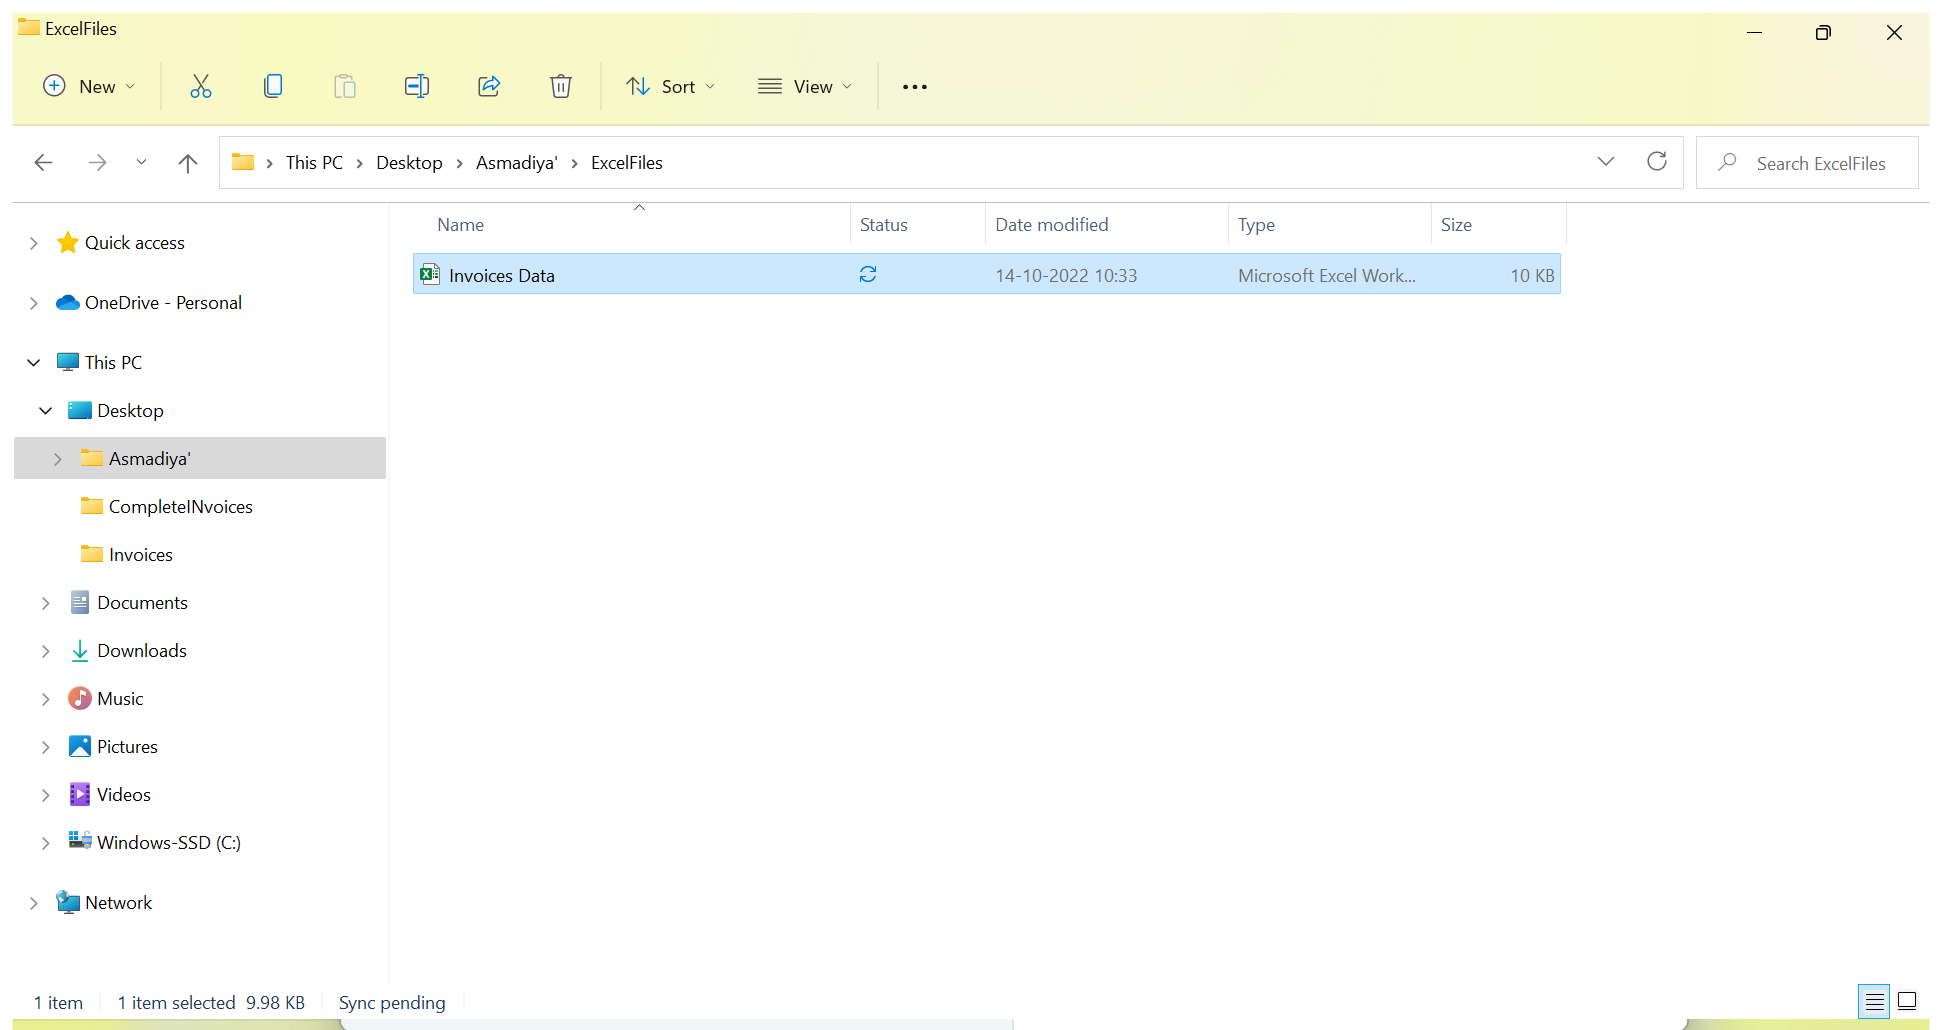 ExcelFiles
New
Sort
View
This PC > Desktop > Asmadiya' > ExcelFiles
Search ExcelFiles
Name Status Date modified Type Size
Invoices Data 14-10-2022 10:33 Microsoft Excel Work... 10 KB
Quick access
OneDrive - Personal
This PC
Desktop
Asmadiya'
CompleteINvoices
Invoices
Documents
Downloads
Music
Pictures
Videos
Windows-SSD (C:)
Network
1 item 1 item selected 9.98 KB Sync pending